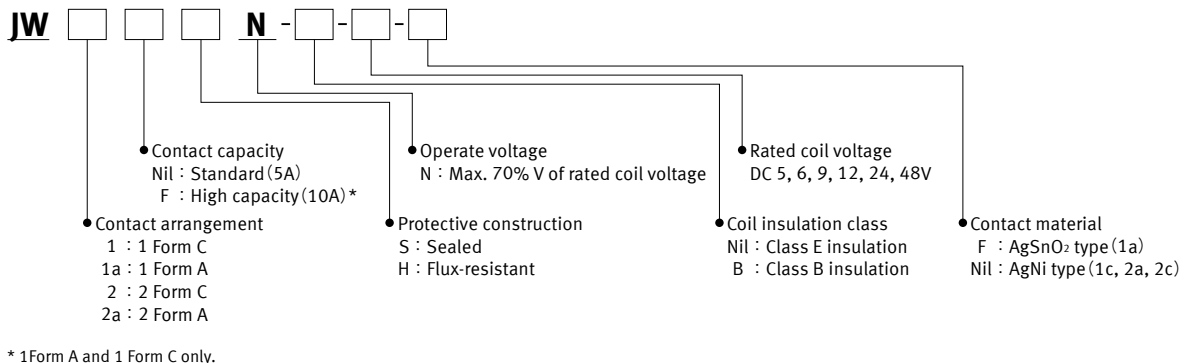 JW N - - -
Contact capacity
Nil : Standard (5A)
F : High capacity (10A) *
Operate voltage
N : Max. 70% V of rated coil voltage
Rated coil voltage
DC 5, 6, 9, 12, 24, 48V
Contact arrangement
1 : 1 Form C
1a : 1 Form A
2 : 2 Form C
2a : 2 Form A
Protective construction
S : Sealed
H : Flux-resistant
Coil insulation class
Nil : Class E insulation
B : Class B insulation
Contact material
F : AgSnO₂ type (1a)
Nil : AgNi type (1c, 2a, 2c)
* 1Form A and 1 Form C only.